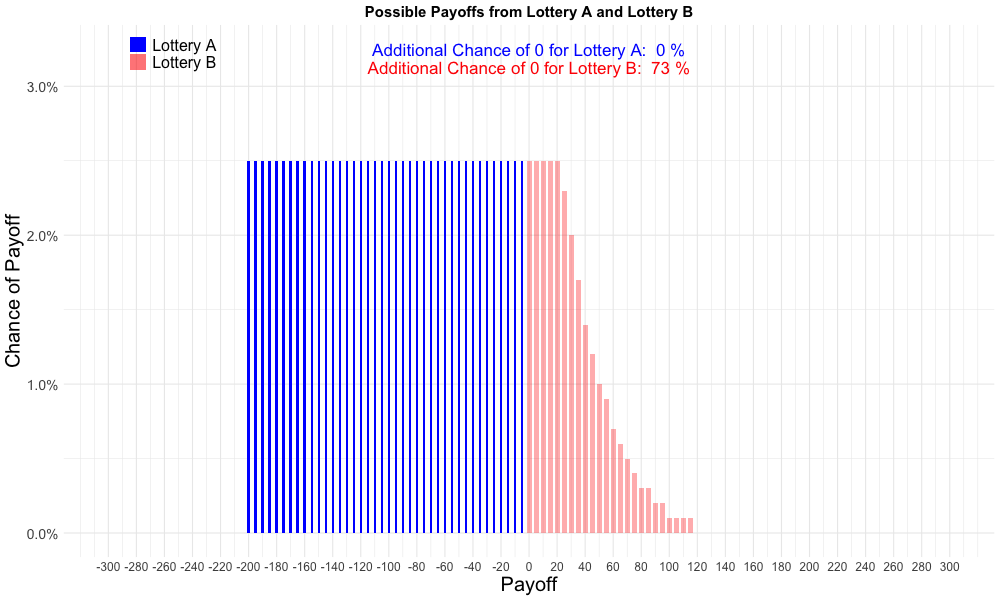 Possible Payoffs from Lottery A and Lottery B
Lottery A
Lottery B
Additional Chance of 0 for Lottery A:  0 %
Additional Chance of 0 for Lottery B:  73 %
Chance of Payoff
3.0%
2.0%
1.0%
0.0%
-300 -280 -260 -240 -220 -200 -180 -160 -140 -120 -100 -80 -60 -40 -20 0 20 40 60 80 100 120 140 160 180 200 220 240 260 280 300
Payoff